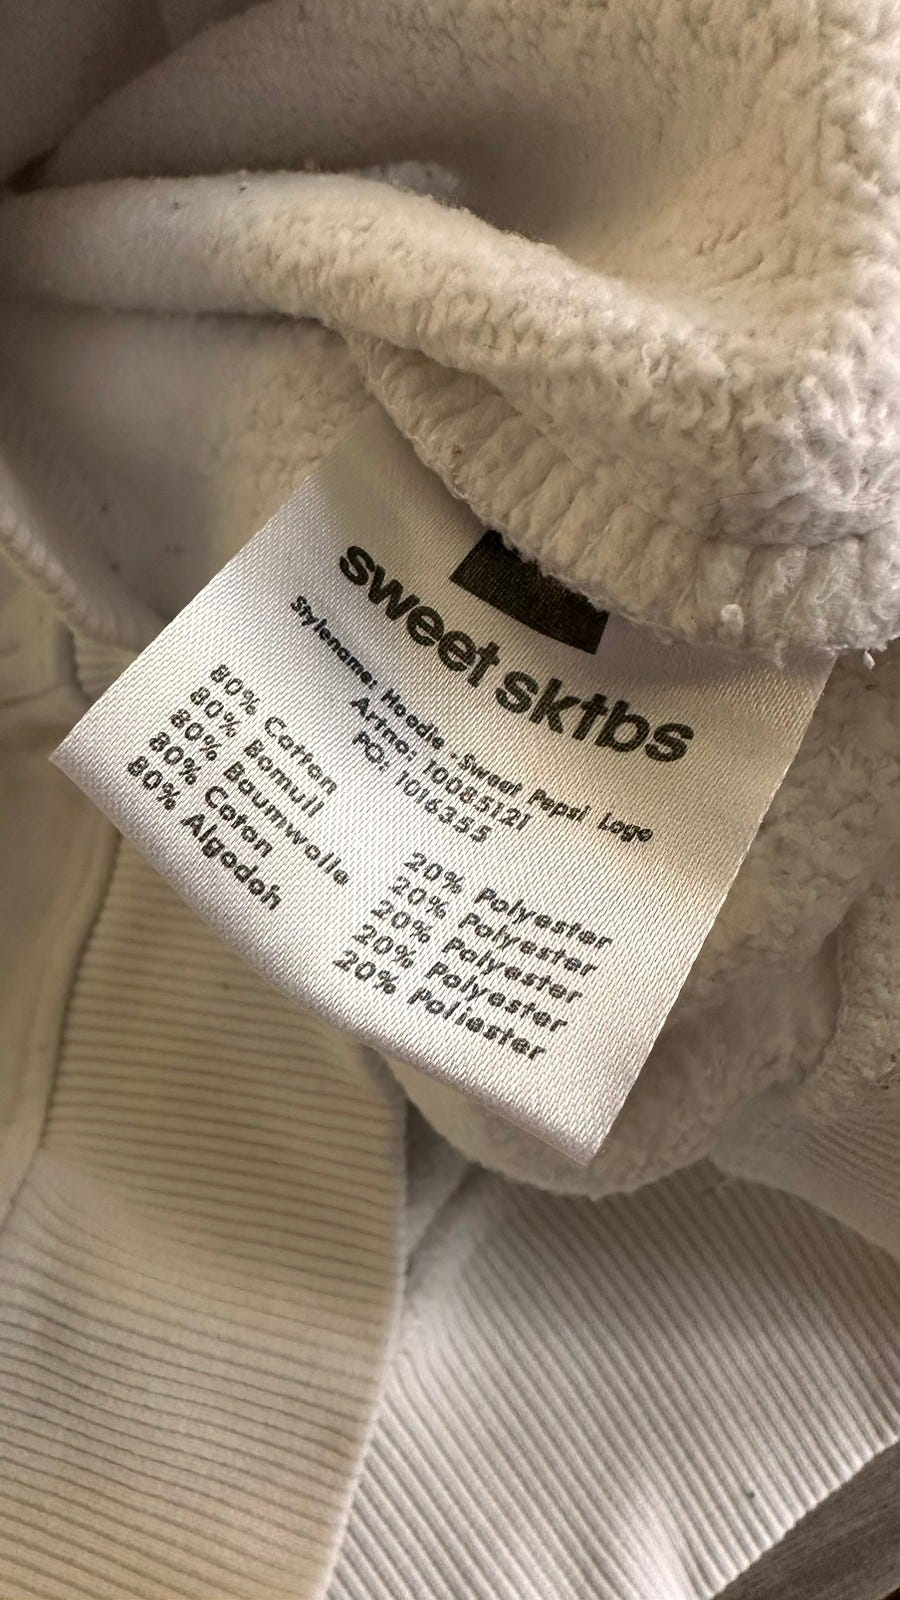 sweet sktbs
Stylename: Hoodie -Sweet Pepsi Logo
Artno: 10085121
PO: 1016355
80% Cotton
80% Bomull
80% Baumwolle
80% Coton
80% Algodoh
20% Polyester
20% Polyester
20% Polyester
20% Polyester
20% Poliester